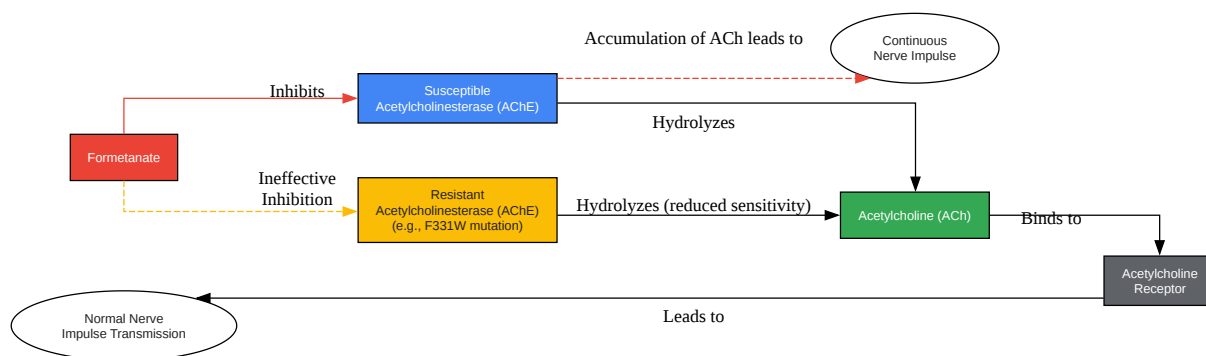 Accumulation of ACh leads to
Continuous
Nerve Impulse
Inhibits
Susceptible
Acetylcholinesterase (AChE)
Hydrolyzes
Formetanate
Ineffective
Inhibition
Resistant
Acetylcholinesterase (AChE)
(e.g., F331W mutation)
Hydrolyzes (reduced sensitivity)
Acetylcholine (ACh)
Binds to
Acetylcholine
Receptor
Normal Nerve
Impulse Transmission
Leads to